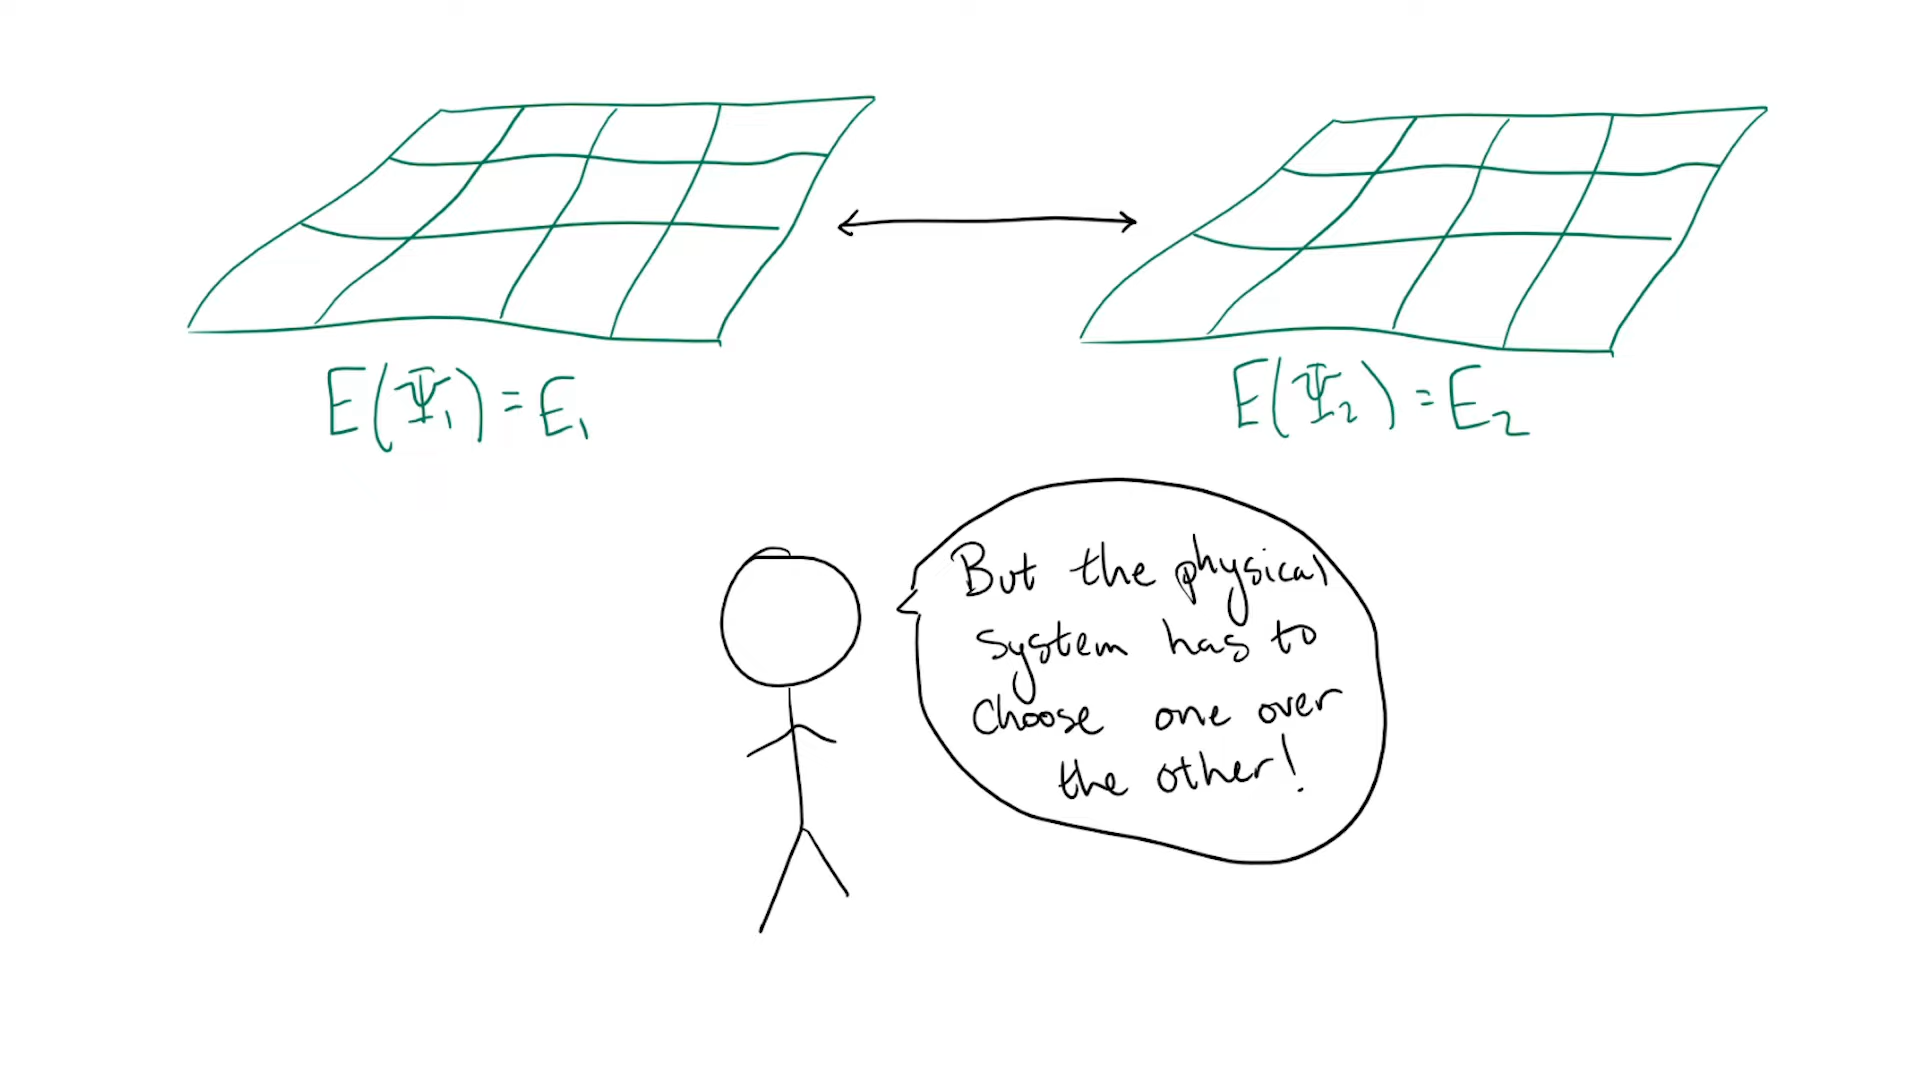 E(Ψ₁) = E₁
E(Ψ₂) = E₂
But the physical
system has to
choose one over
the other!